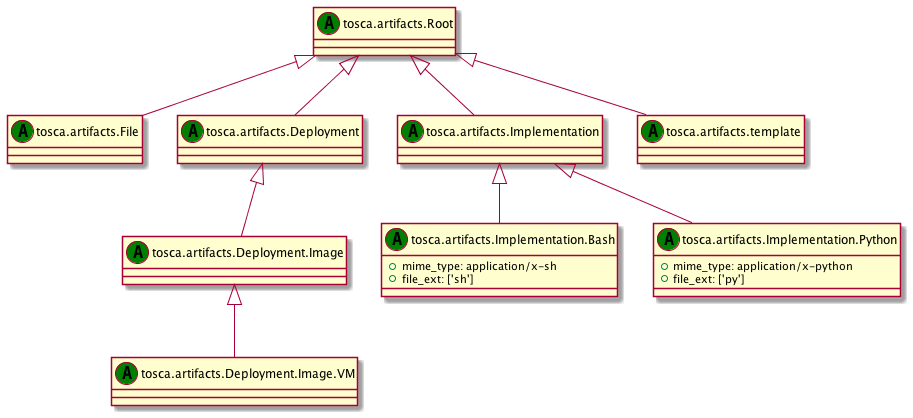 A tosca.artifacts.Root
A tosca.artifacts.File
A tosca.artifacts.Deployment
A tosca.artifacts.Implementation
A tosca.artifacts.template
A tosca.artifacts.Deployment.Image
A tosca.artifacts.Implementation.Bash
mime_type: application/x-sh
file_ext: ['sh']
A tosca.artifacts.Implementation.Python
mime_type: application/x-python
file_ext: ['py']
A tosca.artifacts.Deployment.Image.VM